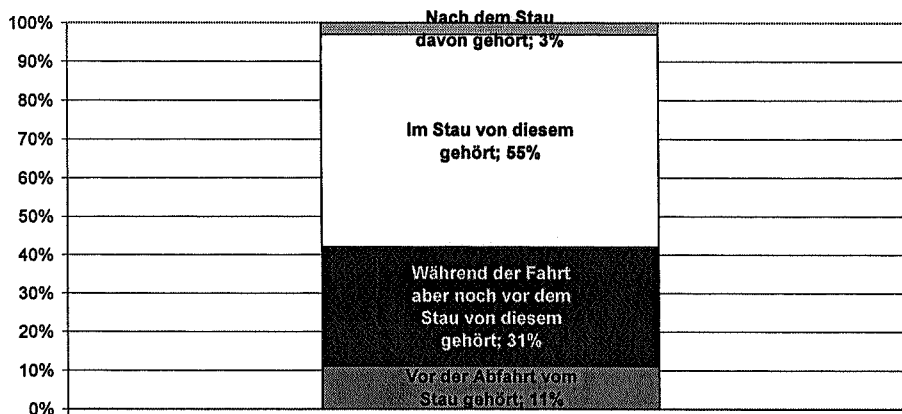 100%
90%
80%
70%
60%
50%
40%
30%
20%
10%
0%
Nach dem Stau
davon gehört; 3%
Im Stau von diesem
gehört; 55%
Während der Fahrt
aber noch vor dem
Stau von diesem
gehört; 31%
Vor der Abfahrt vom
Stau gehört; 11%